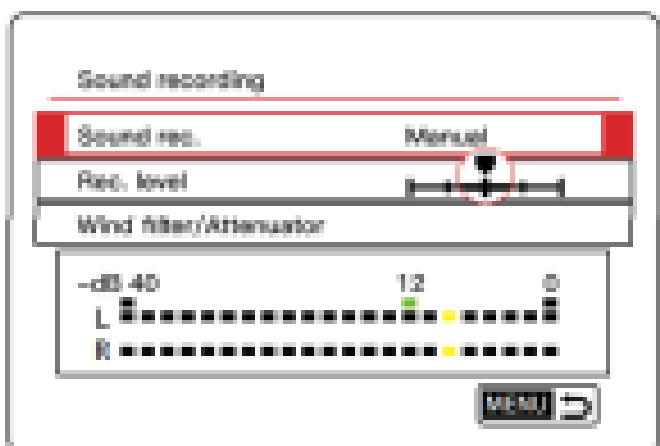 Sound recording
Sound rec. Manual
Rec. level
Wind filter/Attenuator
-dB 40 12 0
L
R
MENU